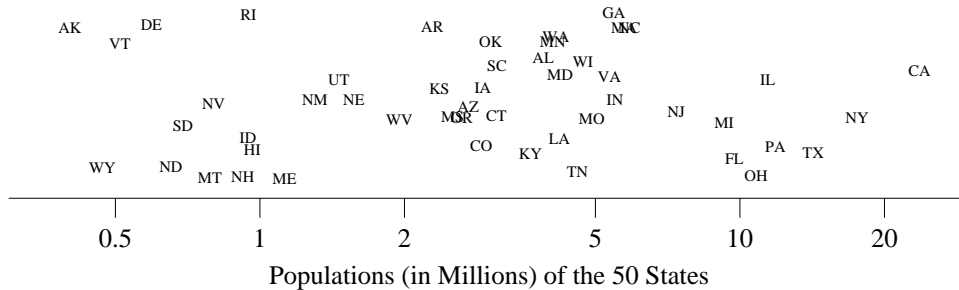 RI GA
AK DE AR MA NC
VT OK WA MN
AL WI
SC CA
UT MD VA IL
KS IA
NV NM NE AZ IN
WV MS OR CT MO NJ NY
SD MI
ID LA
HI CO KY PA TX
WY ND FL
MT NH ME TN OH
0.5 1 2 5 10 20
Populations (in Millions) of the 50 States